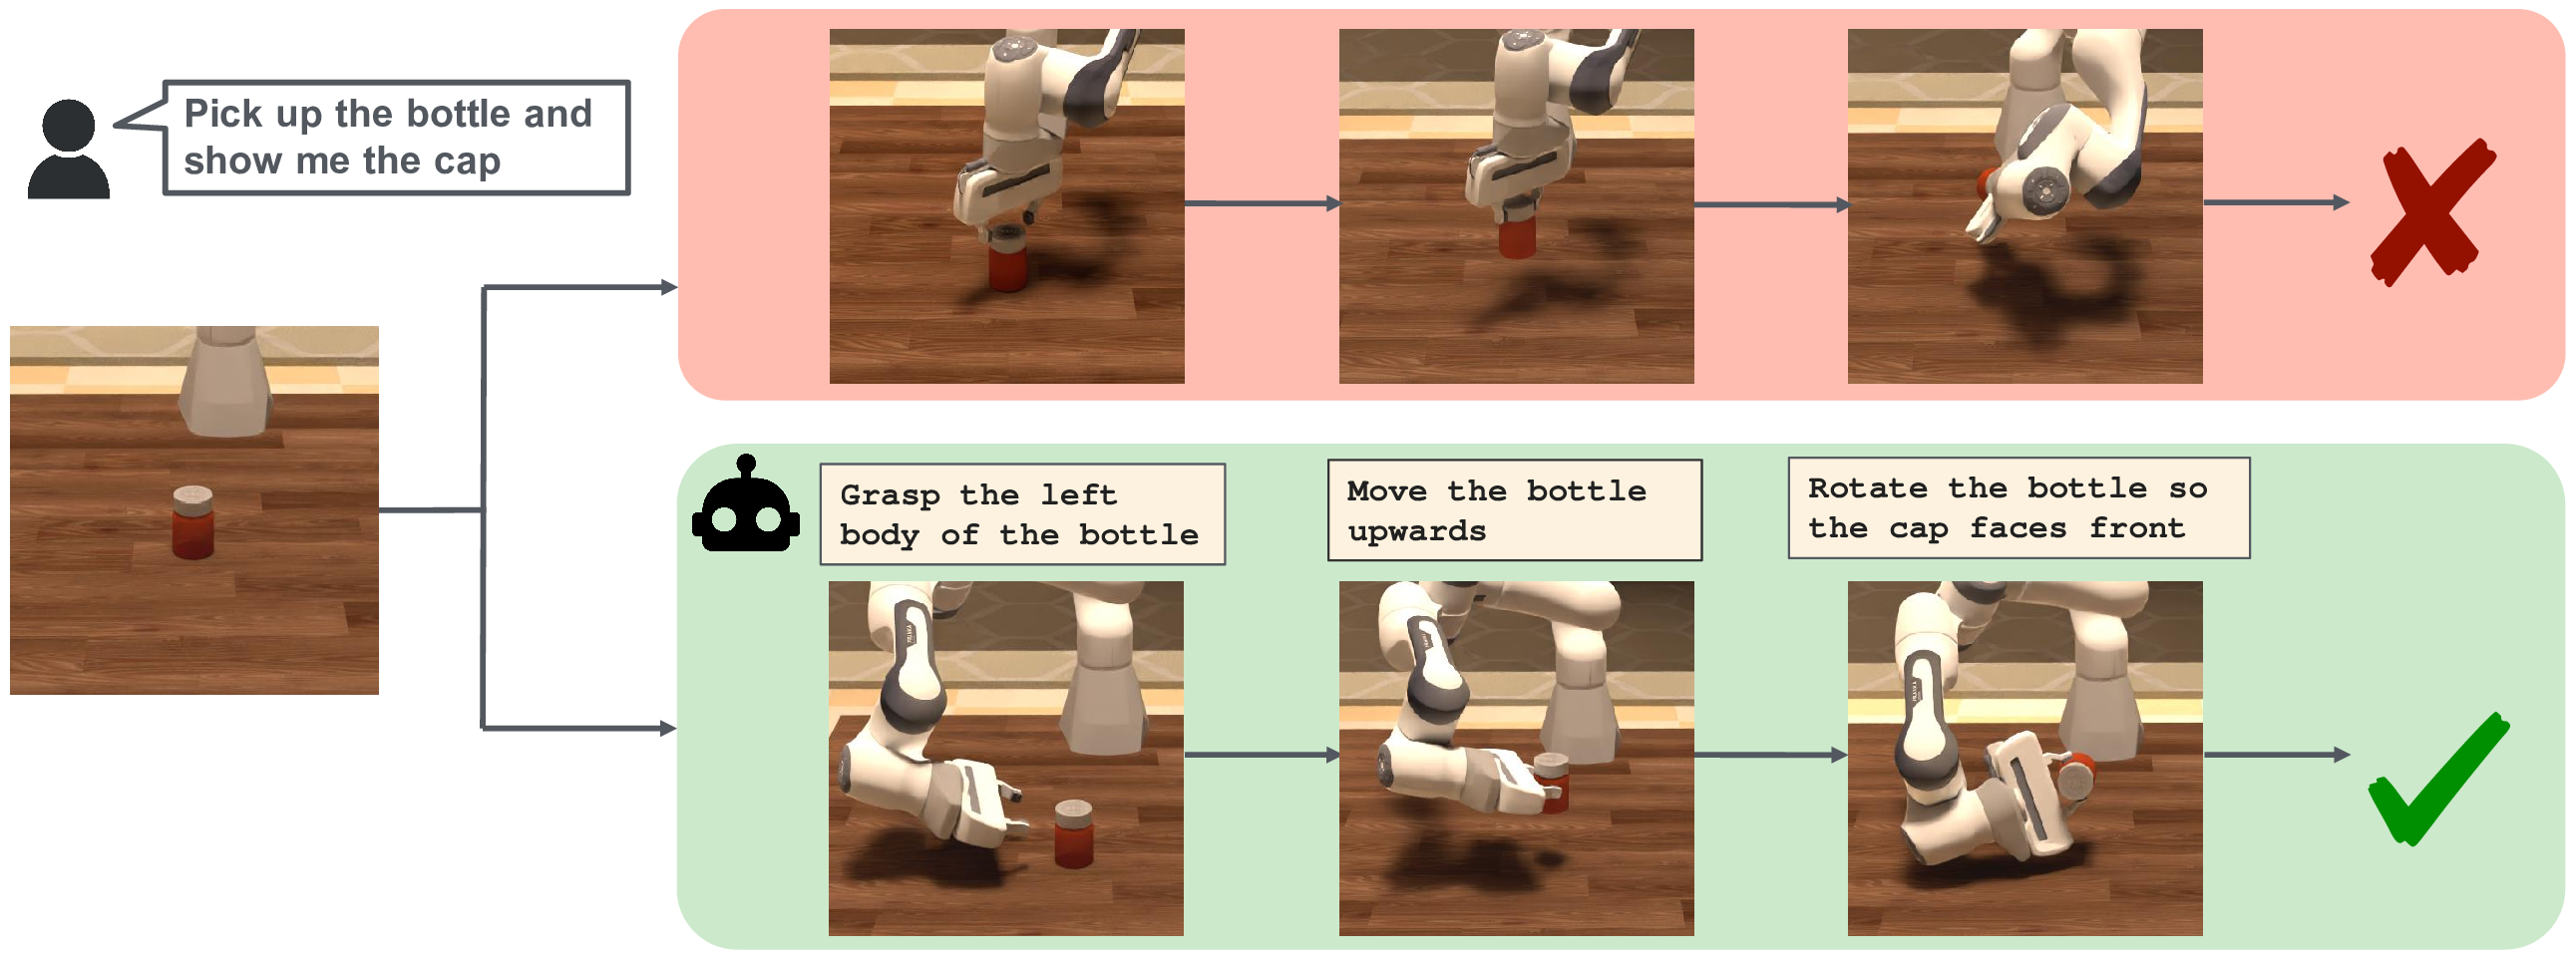 Pick up the bottle and
show me the cap
Grasp the left
body of the bottle
Move the bottle
upwards
Rotate the bottle so
the cap faces front